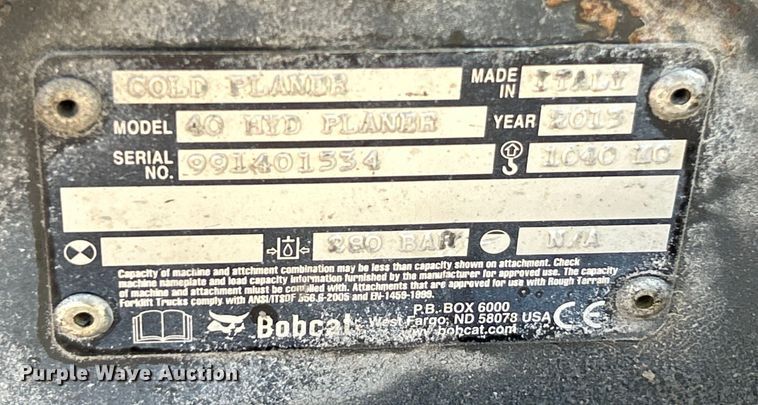 COLD PLANER MADE IN ITALY
MODEL 40 HYD PLANER YEAR 2013
SERIAL NO. 991401534 1040
280 BAR N/A
Capacity of machine and attchment combination may be less than capacity shown on attachment. Check
machine nameplate and load capacity information furnished by the manufacturer for approved use. The capacity
of machine and attachment miust be complied with. Attachments that are approved for use with Rough Terrain
Forklift Trucks comply with ANSI/ITSDF B56.6-2005 and EN-1459-1999.
Bobcat P.B. BOX 6000
West Fargo, ND 58078 USA CE
www.bobcat.com
Purple Wave Auction